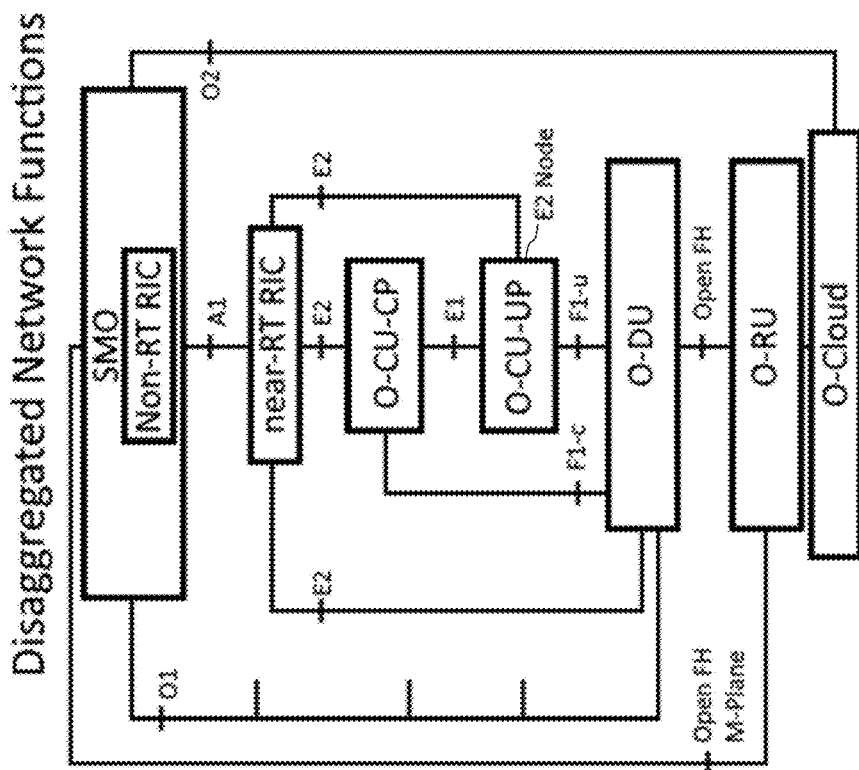 Disaggregated Network Functions
SMO
Non-RT RIC
O2
A1
O1
near-RT RIC
E2
E2
E2
O-CU-CP
E1
O-CU-UP
E2 Node
F1-c
F1-u
O-DU
Open FH
Open FH
M-Plane
O-RU
O-Cloud